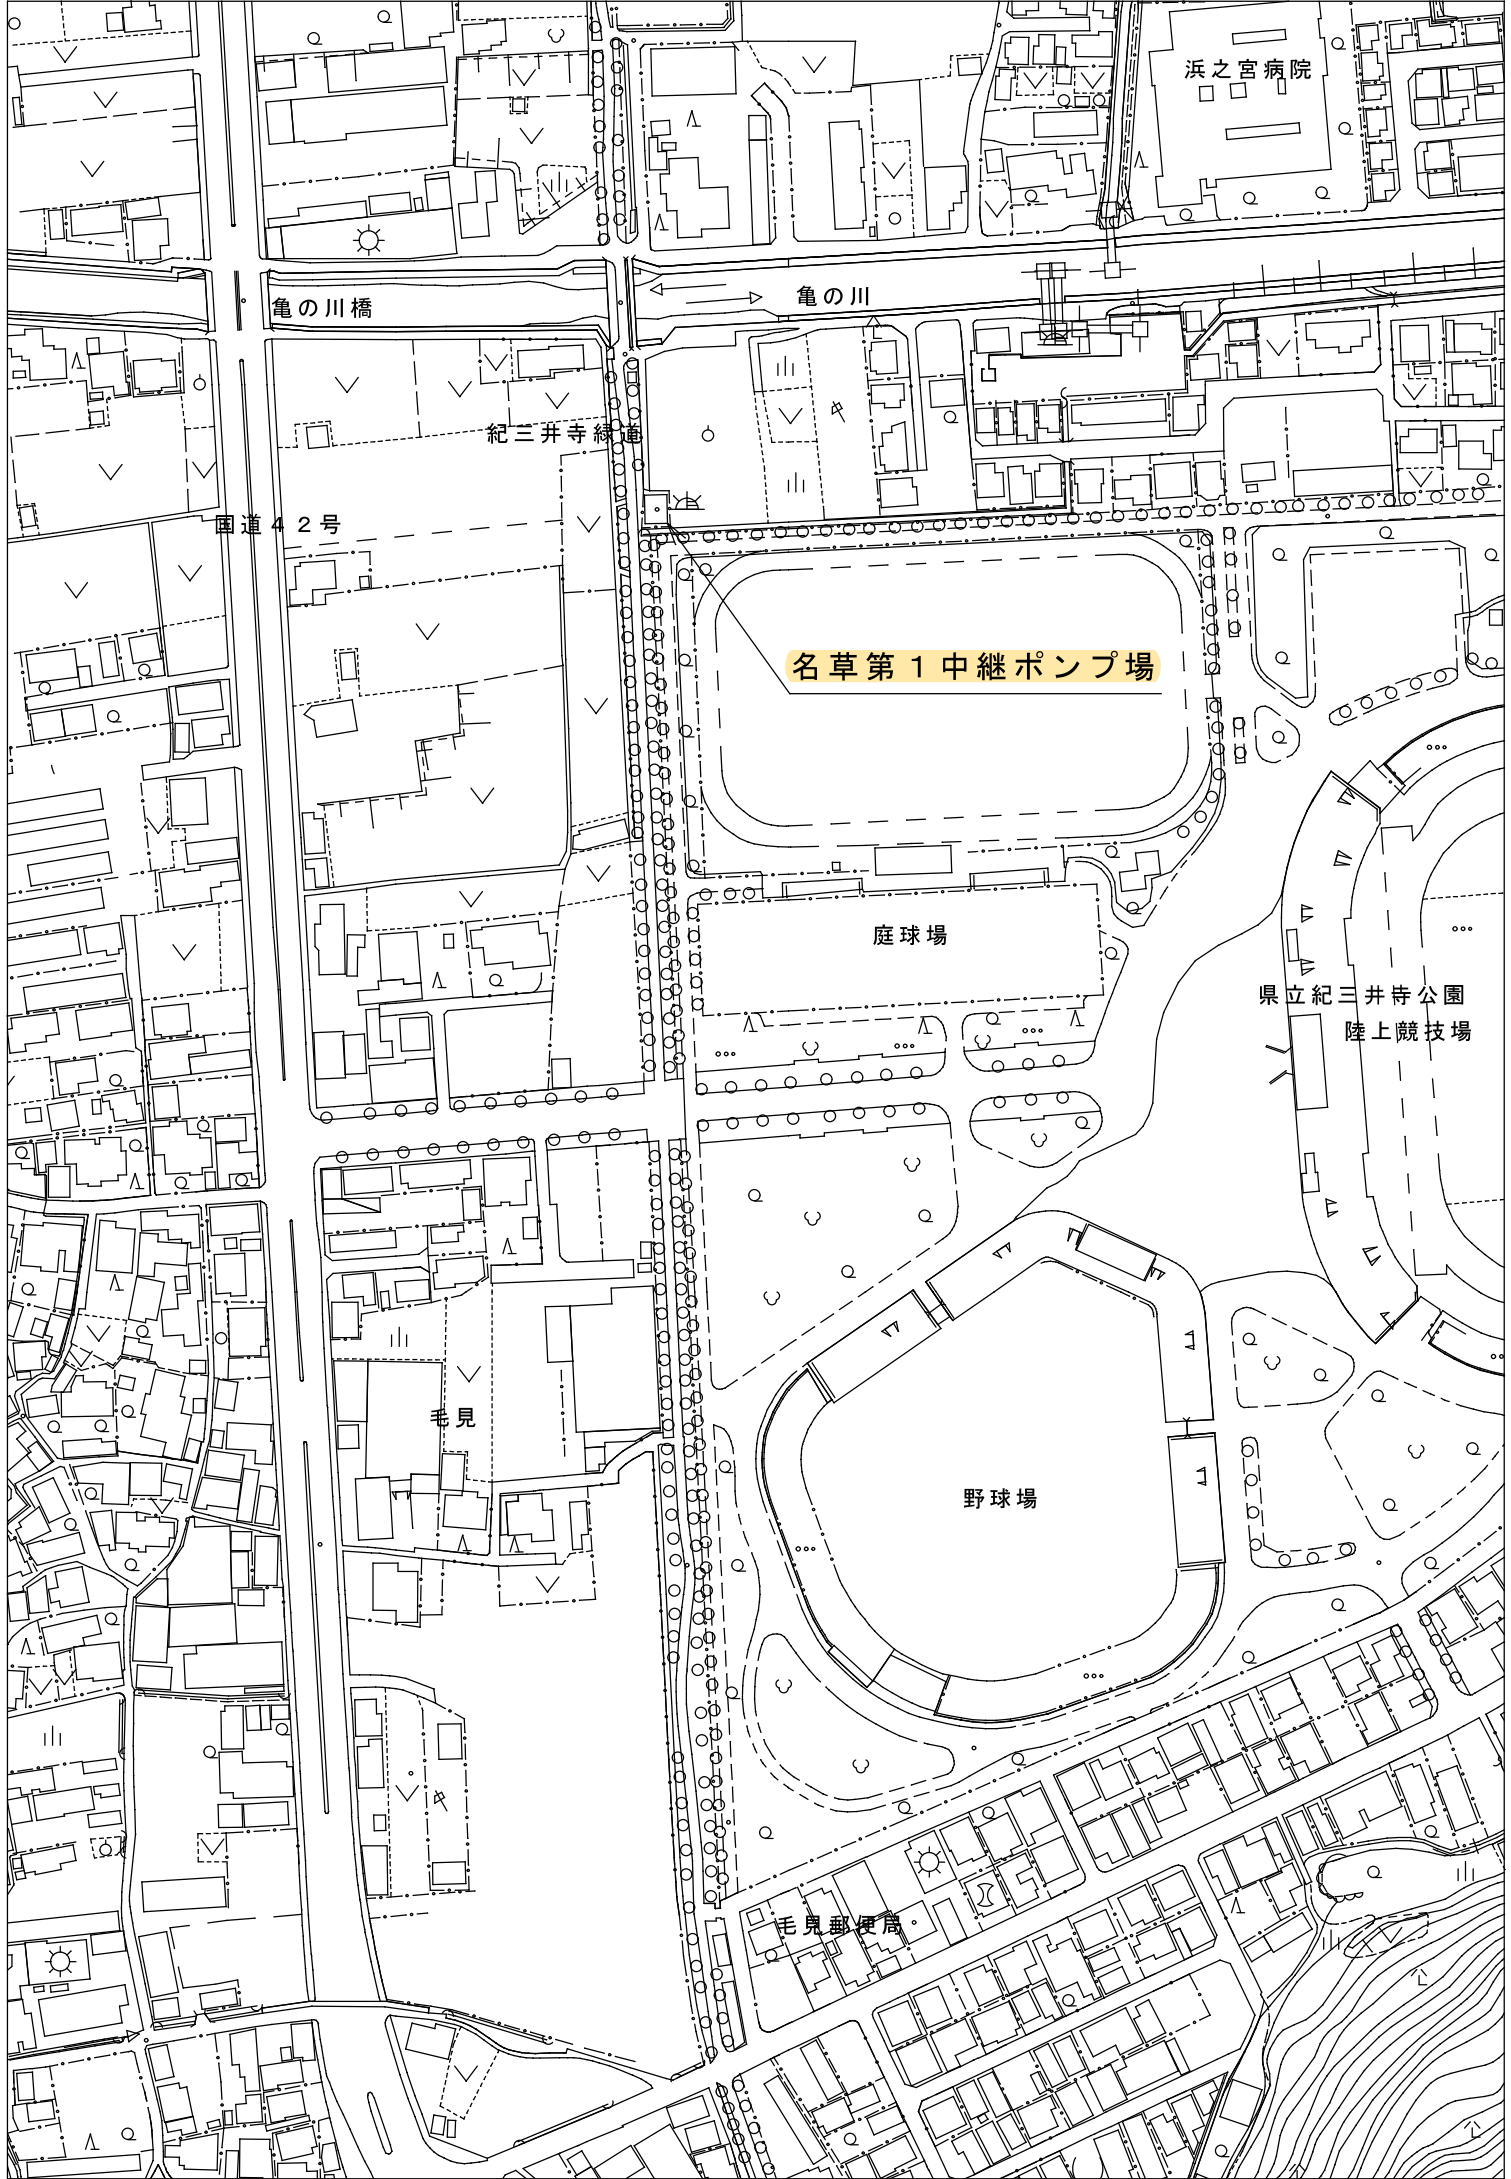 浜之宮病院
亀の川橋
亀の川
紀三井寺緑道
国道４２号
名草第１中継ポンプ場
庭球場
県立紀三井寺公園
陸上競技場
毛見
野球場
毛見郵便局